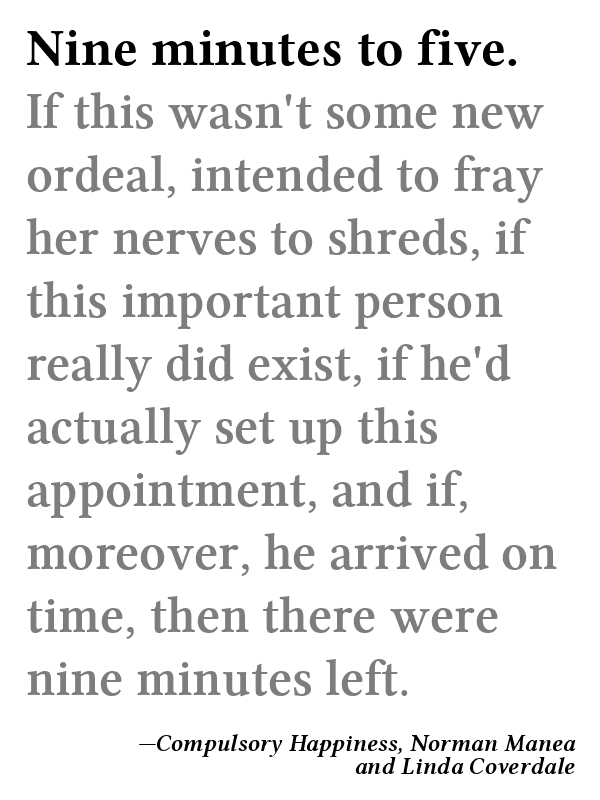 Nine minutes to five.
If this wasn't some new
ordeal, intended to fray
her nerves to shreds, if
this important person
really did exist, if he'd
actually set up this
appointment, and if,
moreover, he arrived on
time, then there were
nine minutes left.
—Compulsory Happiness, Norman Manea
and Linda Coverdale